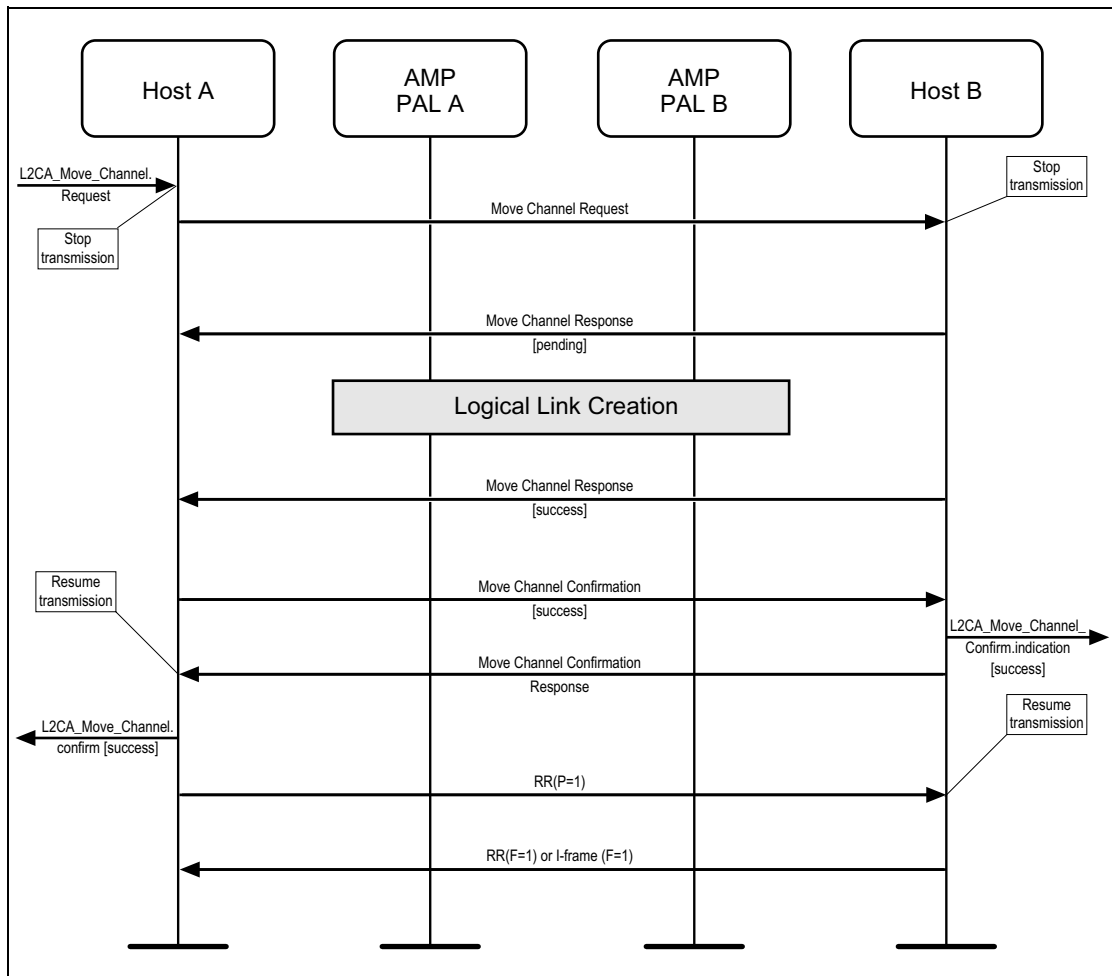 Host A
AMP
PAL A
AMP
PAL B
Host B
L2CA_Move_Channel.
Request
Stop
transmission
Move Channel Request
Stop
transmission
Move Channel Response
[pending]
Logical Link Creation
Move Channel Response
[success]
Resume
transmission
Move Channel Confirmation
[success]
L2CA_Move_Channel_
Confirm.indication
[success]
Move Channel Confirmation
Response
L2CA_Move_Channel.
confirm [success]
Resume
transmission
RR(P=1)
RR(F=1) or I-frame (F=1)